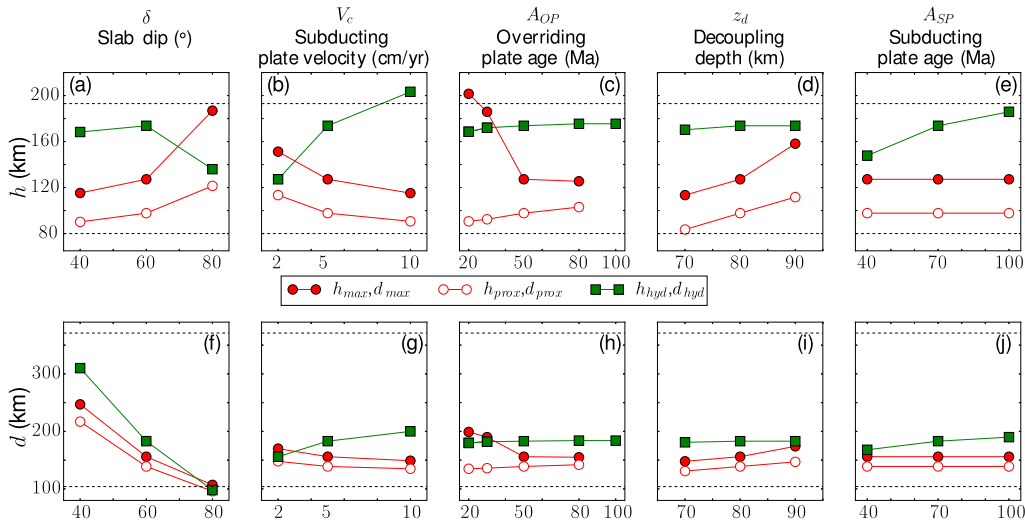 δ V_c A_OP z_d A_SP
Slab dip (°) Subducting Overriding Decoupling Subducting
plate velocity (cm/yr) plate age (Ma) depth (km) plate age (Ma)
(a) (b) (c) (d) (e)
200
160
120
80
h (km)
40 60 80 2 5 10 20 50 80 100 70 80 90 40 70 100
h_max,d_max h_prox,d_prox h_hyd,d_hyd
(f) (g) (h) (i) (j)
300
200
100
d (km)
40 60 80 2 5 10 20 50 80 100 70 80 90 40 70 100